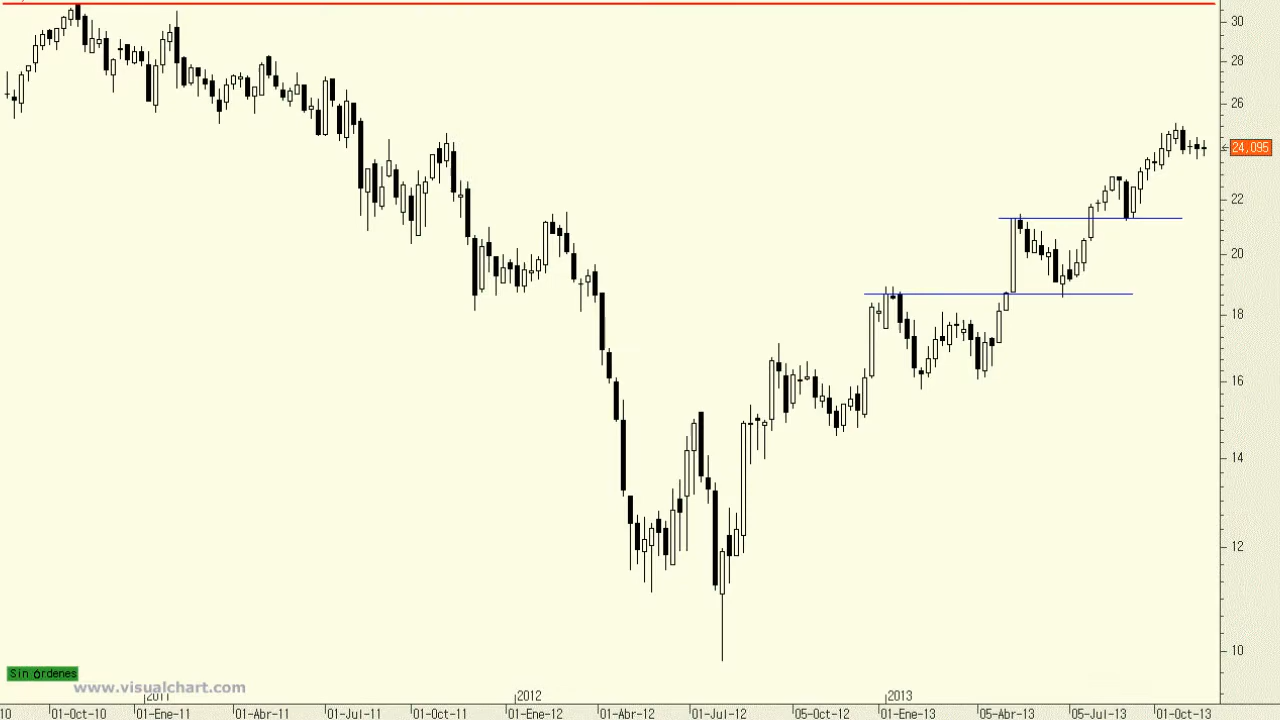 30
28
26
24,095
22
20
18
16
14
12
10
Sin órdenes
www.visualchart.com
2011
2012
2013
10
01-Oct-10
01-Ene-11
01-Abr-11
01-Jul-11
01-Oct-11
01-Ene-12
01-Abr-12
01-Jul-12
05-Oct-12
01-Ene-13
05-Abr-13
05-Jul-13
01-Oct-13